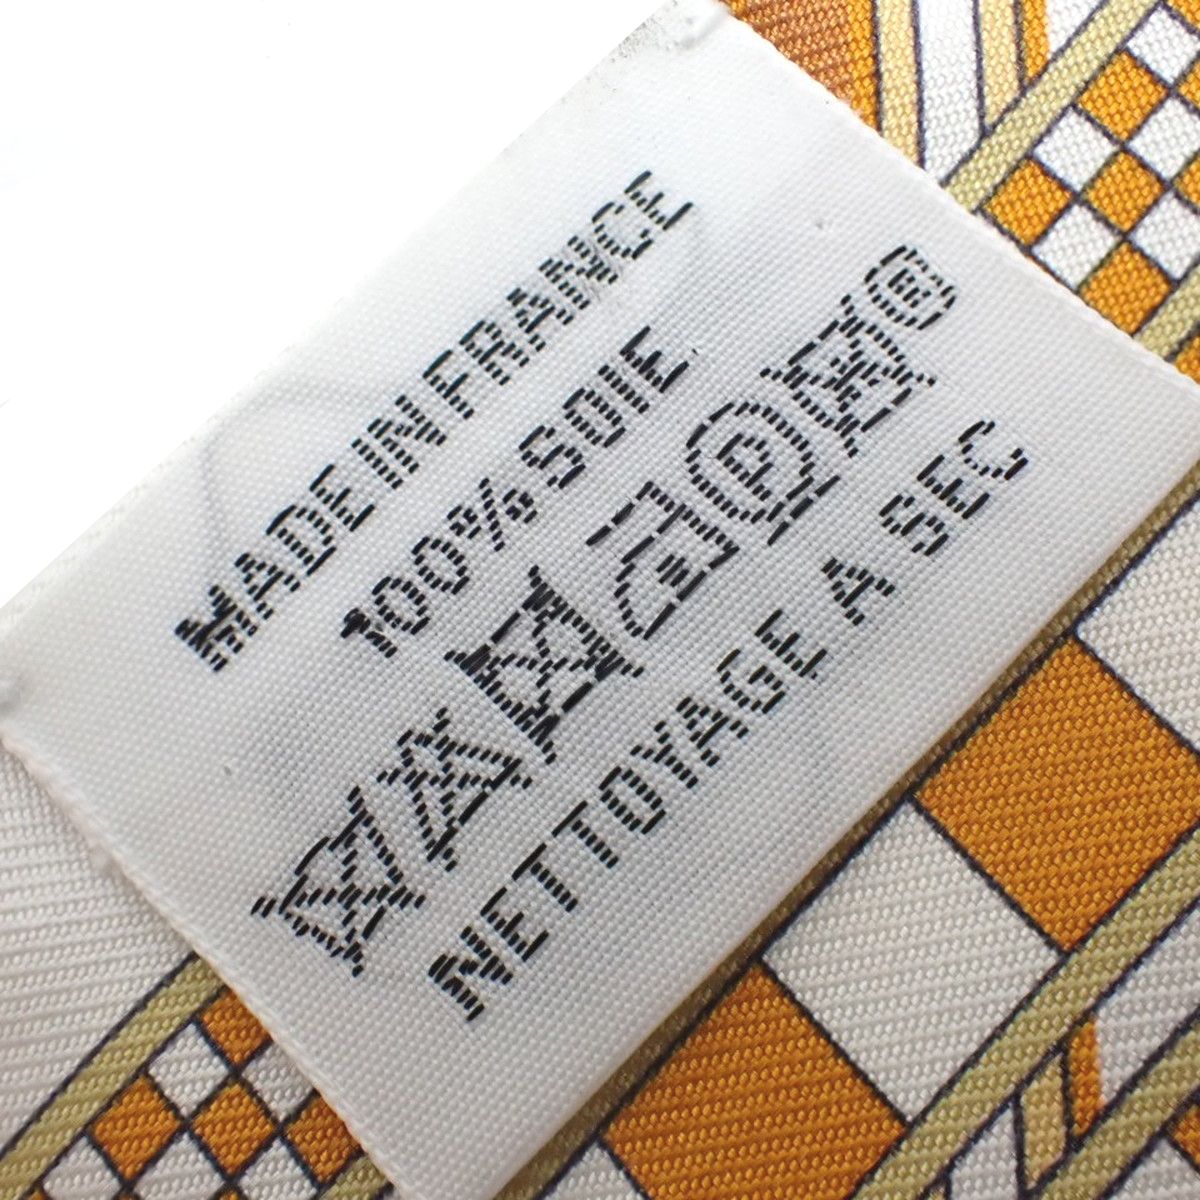 MADE IN FRANCE
100% SOIE
P ®
NETTOYAGE A SEC